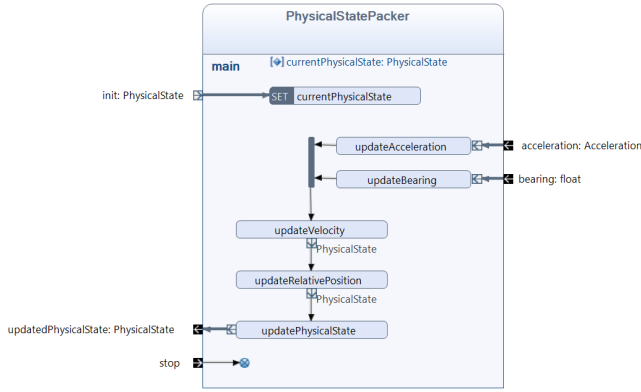 PhysicalStatePacker
main
currentPhysicalState: PhysicalState
init: PhysicalState
SET currentPhysicalState
updateAcceleration
acceleration: Acceleration
updateBearing
bearing: float
updateVelocity
PhysicalState
updateRelativePosition
PhysicalState
updatedPhysicalState: PhysicalState
updatePhysicalState
stop